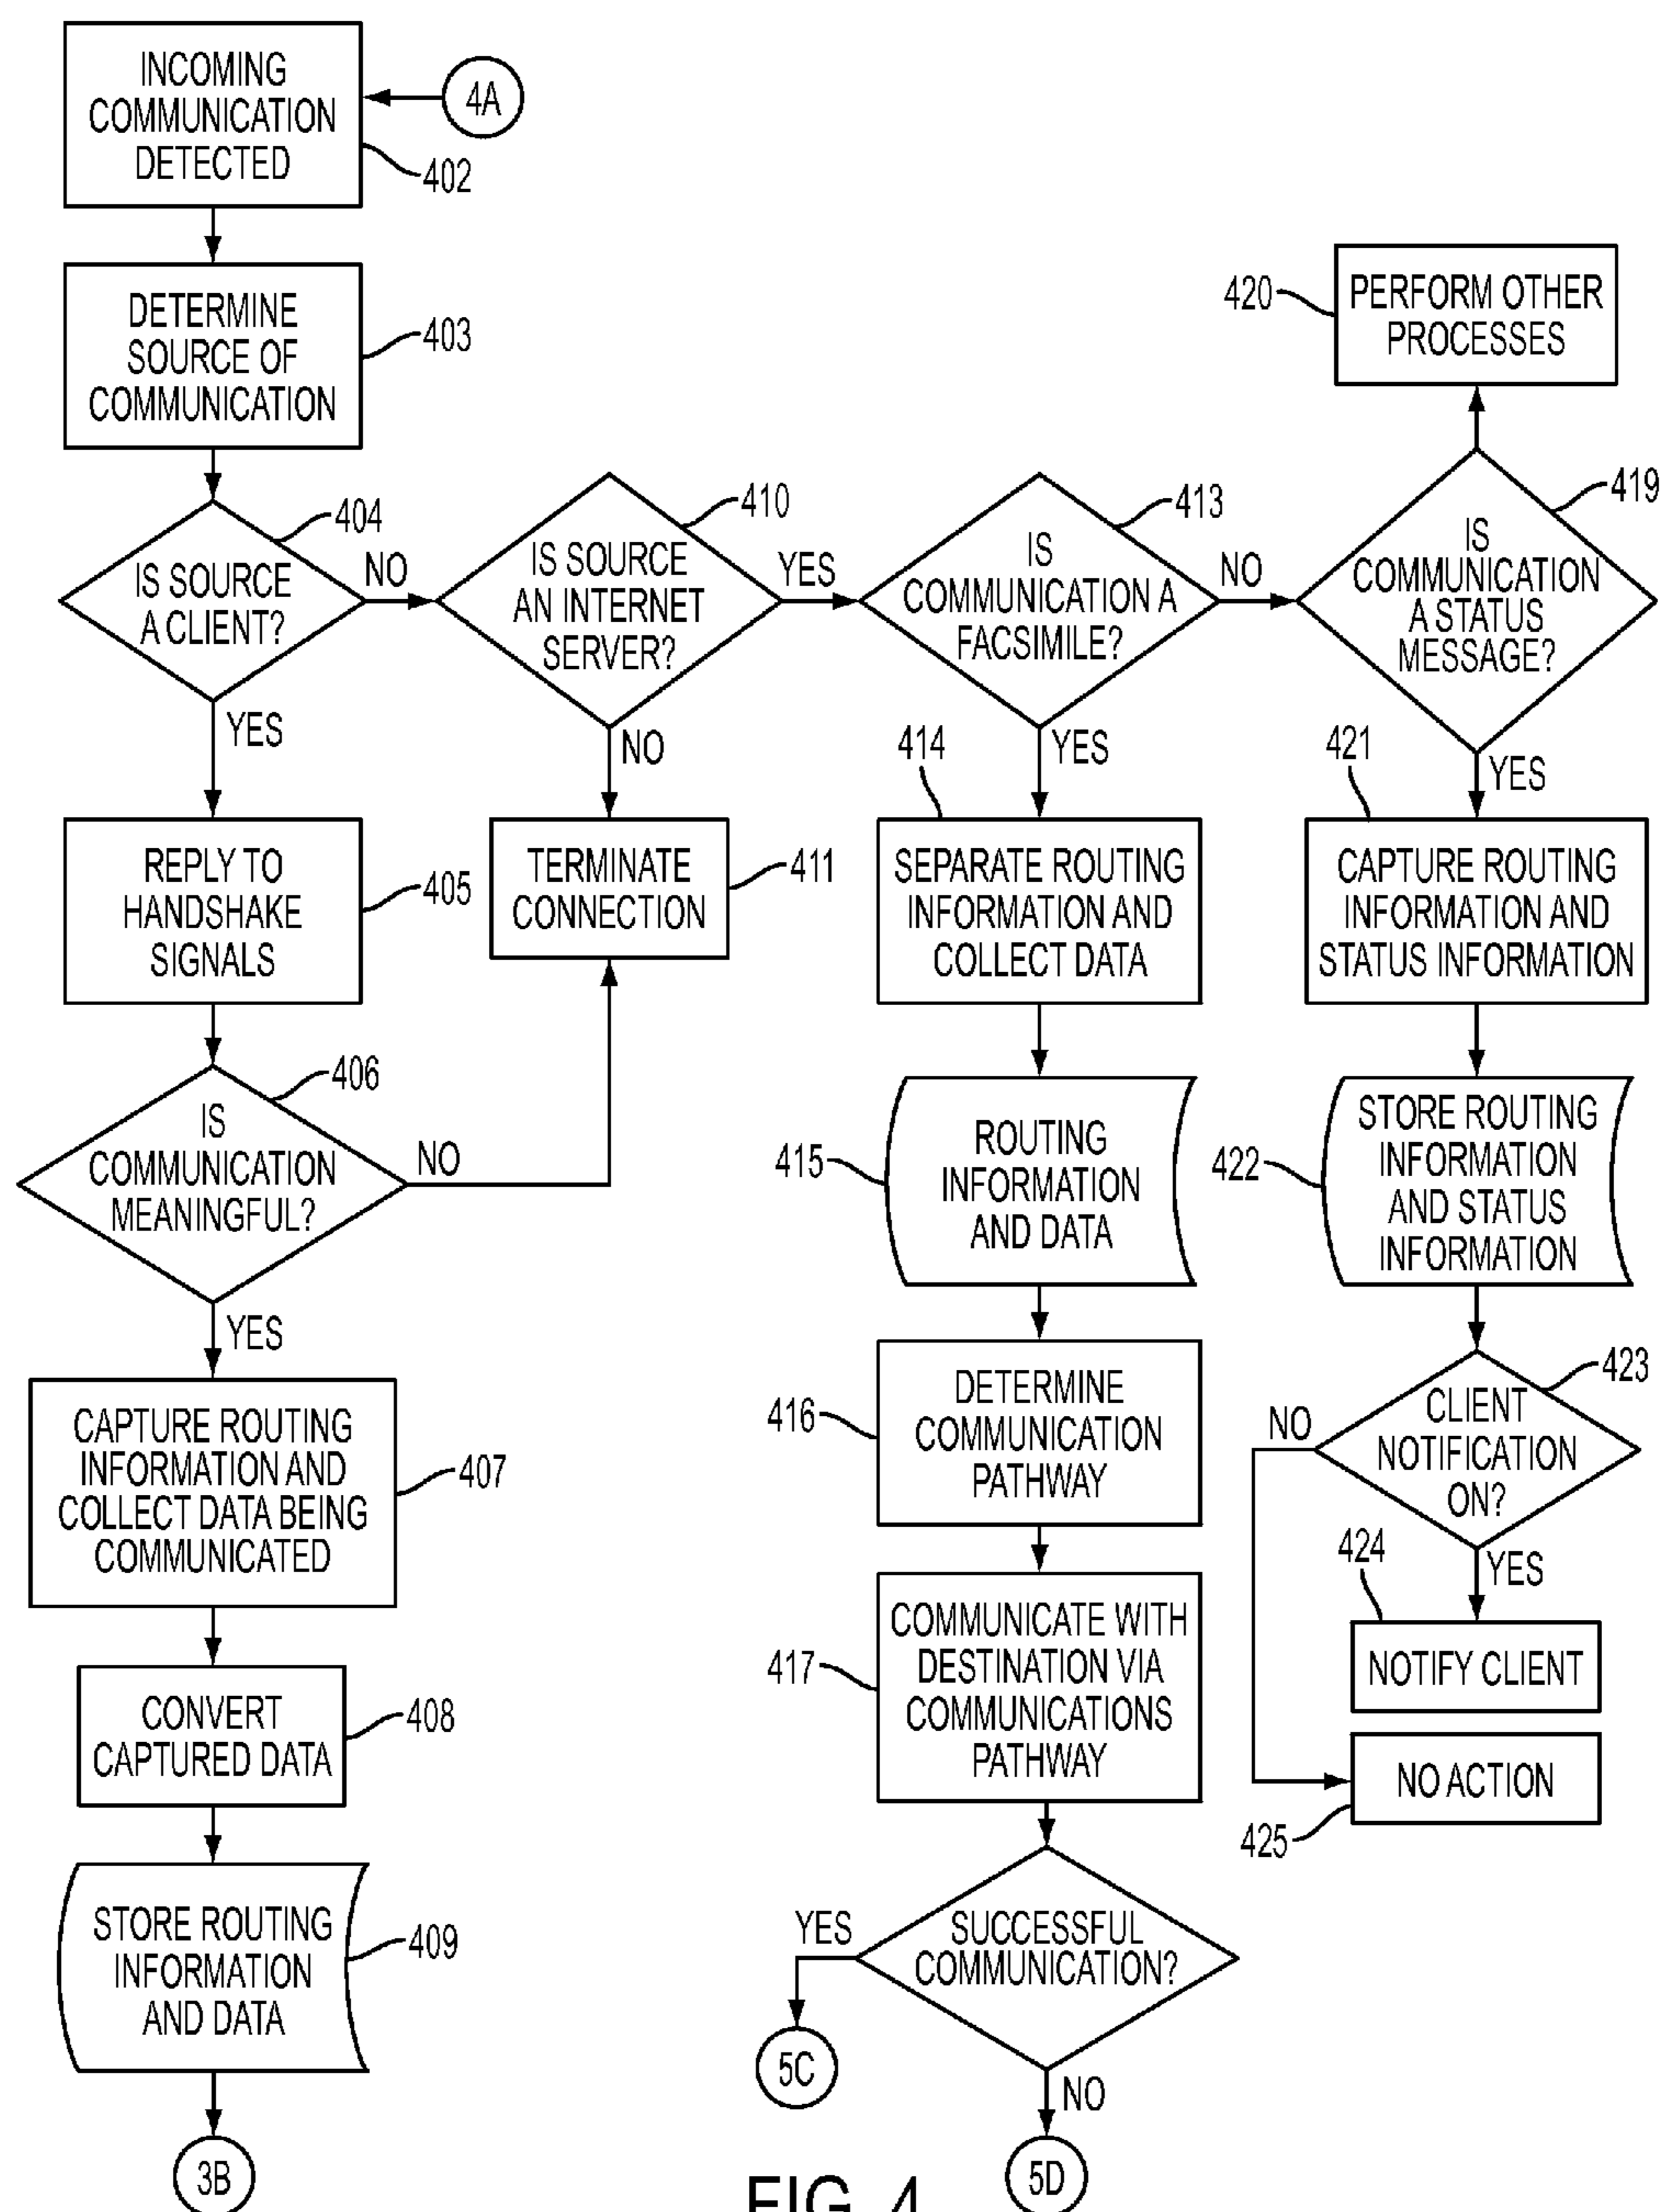 INCOMING
COMMUNICATION
DETECTED
4A
402
DETERMINE
SOURCE OF
COMMUNICATION
403
IS SOURCE
A CLIENT?
404
NO
YES
REPLY TO
HANDSHAKE
SIGNALS
405
IS
COMMUNICATION
MEANINGFUL?
406
NO
YES
CAPTURE ROUTING
INFORMATION AND
COLLECT DATA BEING
COMMUNICATED
407
CONVERT
CAPTURED DATA
408
STORE ROUTING
INFORMATION
AND DATA
409
3B
IS SOURCE
AN INTERNET
SERVER?
410
YES
NO
TERMINATE
CONNECTION
411
IS
COMMUNICATION A
FACSIMILE?
413
NO
YES
414
SEPARATE ROUTING
INFORMATION AND
COLLECT DATA
415
ROUTING
INFORMATION
AND DATA
416
DETERMINE
COMMUNICATION
PATHWAY
417
COMMUNICATE WITH
DESTINATION VIA
COMMUNICATIONS
PATHWAY
SUCCESSFUL
COMMUNICATION?
YES
5C
NO
5D
420
PERFORM OTHER
PROCESSES
419
IS
COMMUNICATION
A STATUS
MESSAGE?
YES
421
CAPTURE ROUTING
INFORMATION AND
STATUS INFORMATION
422
STORE ROUTING
INFORMATION
AND STATUS
INFORMATION
423
CLIENT
NOTIFICATION
ON?
NO
YES
424
NOTIFY CLIENT
NO ACTION
425
FIG. 4